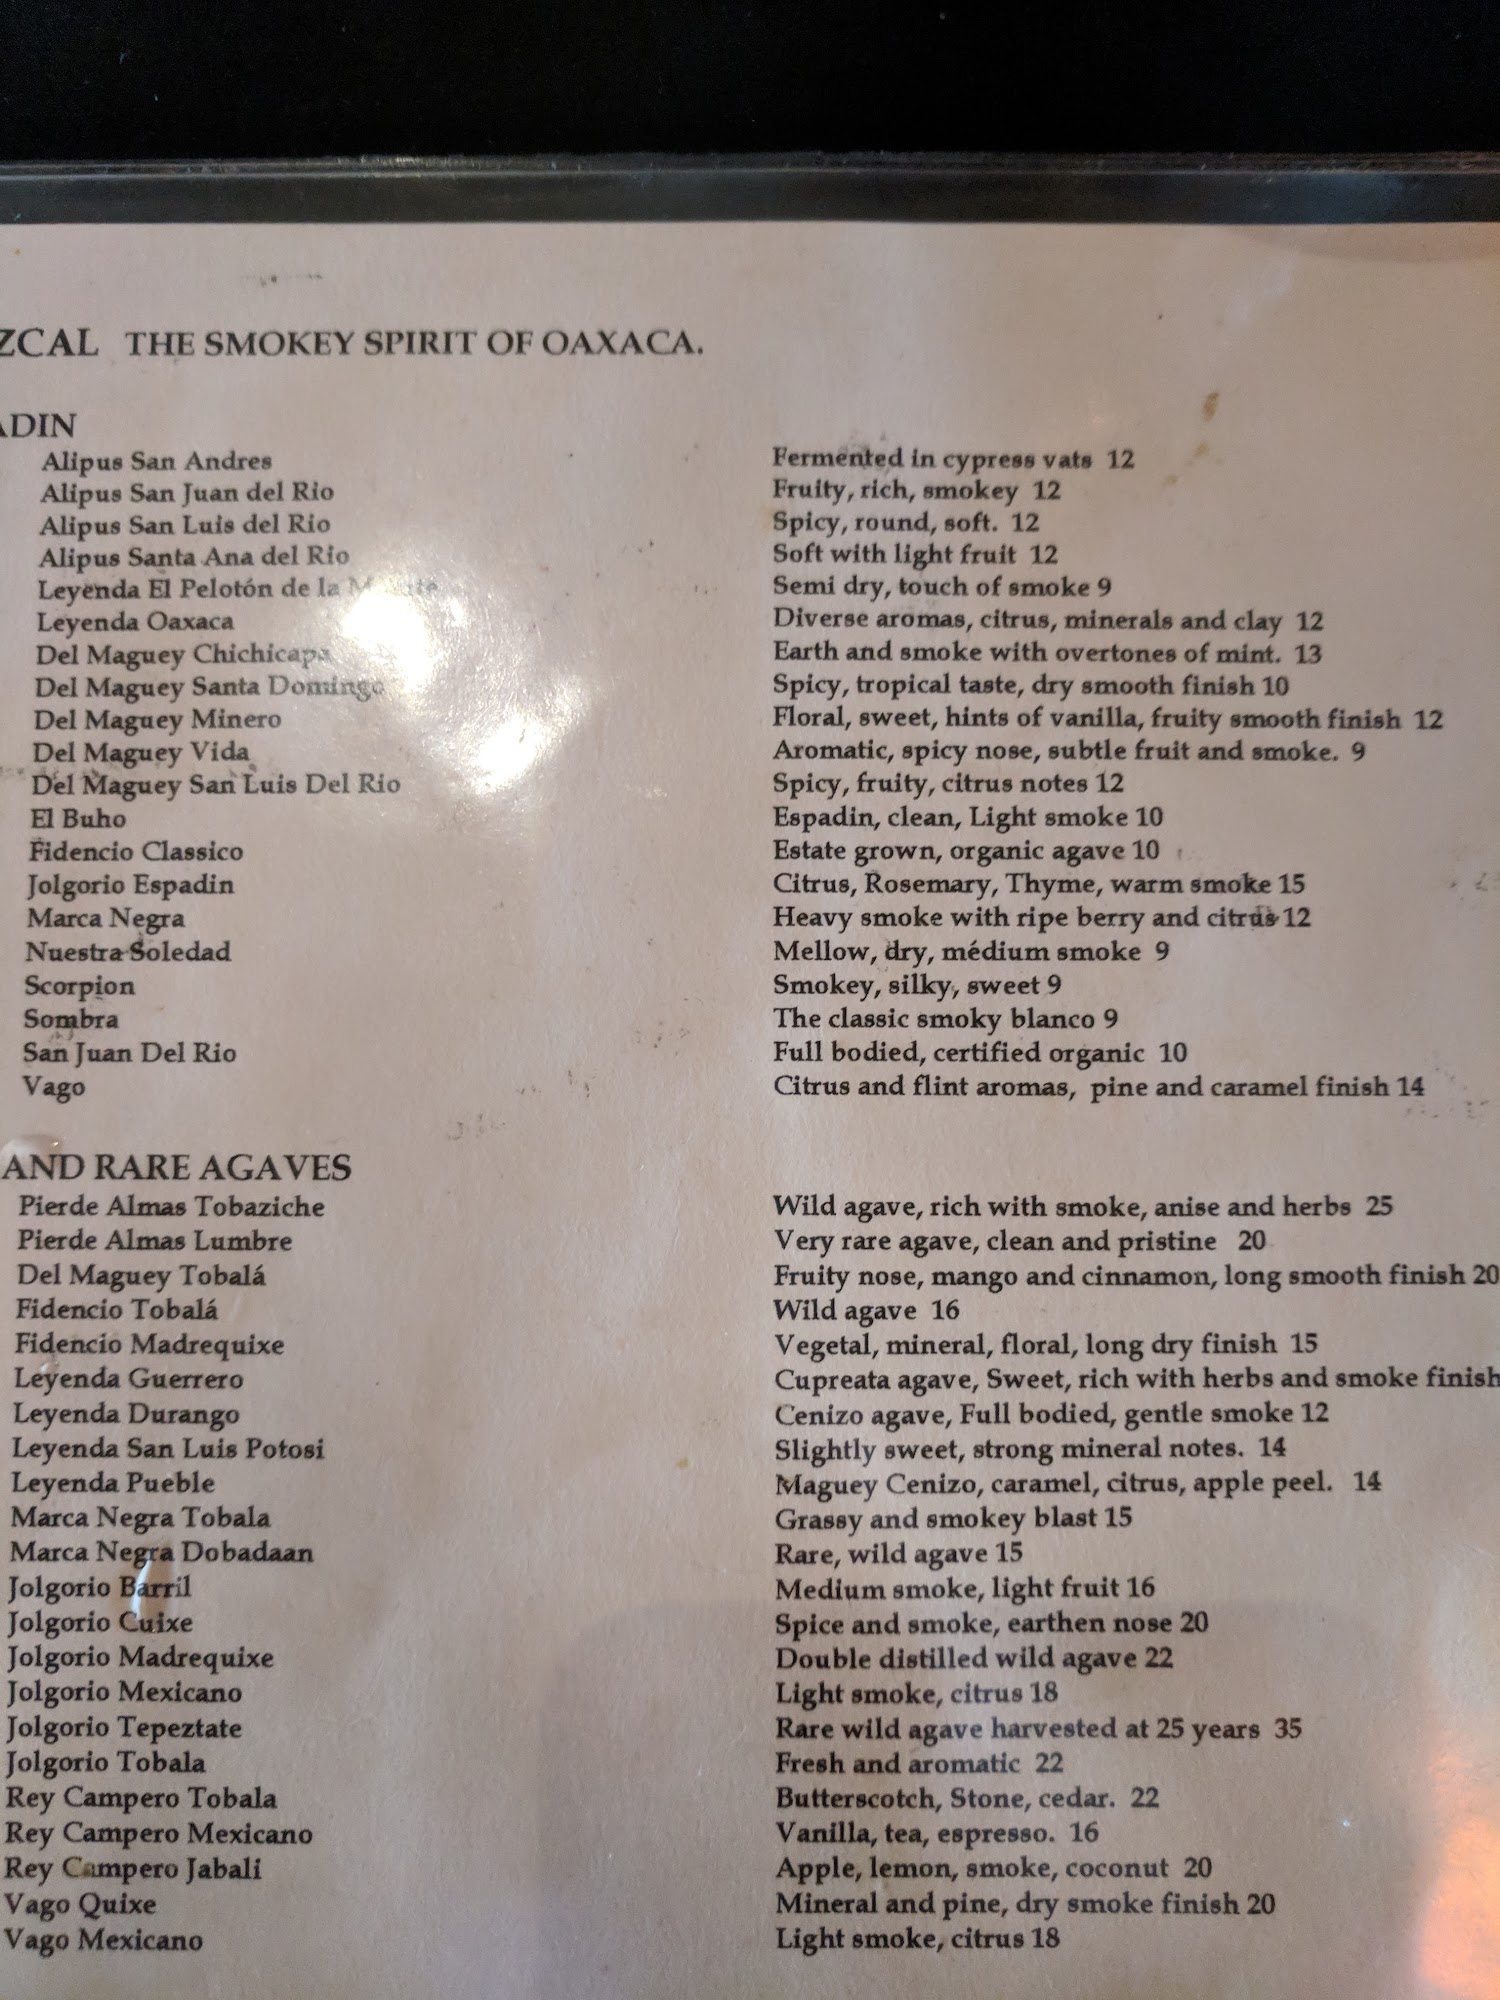 ZCAL THE SMOKEY SPIRIT OF OAXACA.
ADIN
Alipus San Andres Fermented in cypress vats 12
Alipus San Juan del Rio Fruity, rich, smokey 12
Alipus San Luis del Rio Spicy, round, soft. 12
Alipus Santa Ana del Rio Soft with light fruit 12
Leyenda El Pelotón de la Semi dry, touch of smoke 9
Leyenda Oaxaca Diverse aromas, citrus, minerals and clay 12
Del Maguey Chichicapa Earth and smoke with overtones of mint. 13
Del Maguey Santa Domingo Spicy, tropical taste, dry smooth finish 10
Del Maguey Minero Floral, sweet, hints of vanilla, fruity smooth finish 12
Del Maguey Vida Aromatic, spicy nose, subtle fruit and smoke. 9
Del Maguey San Luis Del Rio Spicy, fruity, citrus notes 12
El Buho Espadin, clean, Light smoke 10
Fidencio Classico Estate grown, organic agave 10
Jolgorio Espadin Citrus, Rosemary, Thyme, warm smoke 15
Marca Negra Heavy smoke with ripe berry and citrus 12
Nuestra Soledad Mellow, dry, médium smoke 9
Scorpion Smokey, silky, sweet 9
Sombra The classic smoky blanco 9
San Juan Del Rio Full bodied, certified organic 10
Vago Citrus and flint aromas, pine and caramel finish 14
AND RARE AGAVES
Pierde Almas Tobaziche Wild agave, rich with smoke, anise and herbs 25
Pierde Almas Lumbre Very rare agave, clean and pristine 20
Del Maguey Tobalá Fruity nose, mango and cinnamon, long smooth finish 20
Fidencio Tobalá Wild agave 16
Fidencio Madrequixe Vegetal, mineral, floral, long dry finish 15
Leyenda Guerrero Cupreata agave, Sweet, rich with herbs and smoke finish
Leyenda Durango Cenizo agave, Full bodied, gentle smoke 12
Leyenda San Luis Potosi Slightly sweet, strong mineral notes. 14
Leyenda Pueble Maguey Cenizo, caramel, citrus, apple peel. 14
Marca Negra Tobala Grassy and smokey blast 15
Marca Negra Dobadaan Rare, wild agave 15
Jolgorio Barril Medium smoke, light fruit 16
Jolgorio Cuixe Spice and smoke, earthen nose 20
Jolgorio Madrequixe Double distilled wild agave 22
Jolgorio Mexicano Light smoke, citrus 18
Jolgorio Tepeztate Rare wild agave harvested at 25 years 35
Jolgorio Tobala Fresh and aromatic 22
Rey Campero Tobala Butterscotch, Stone, cedar. 22
Rey Campero Mexicano Vanilla, tea, espresso. 16
Rey Campero Jabali Apple, lemon, smoke, coconut 20
Vago Quixe Mineral and pine, dry smoke finish 20
Vago Mexicano Light smoke, citrus 18